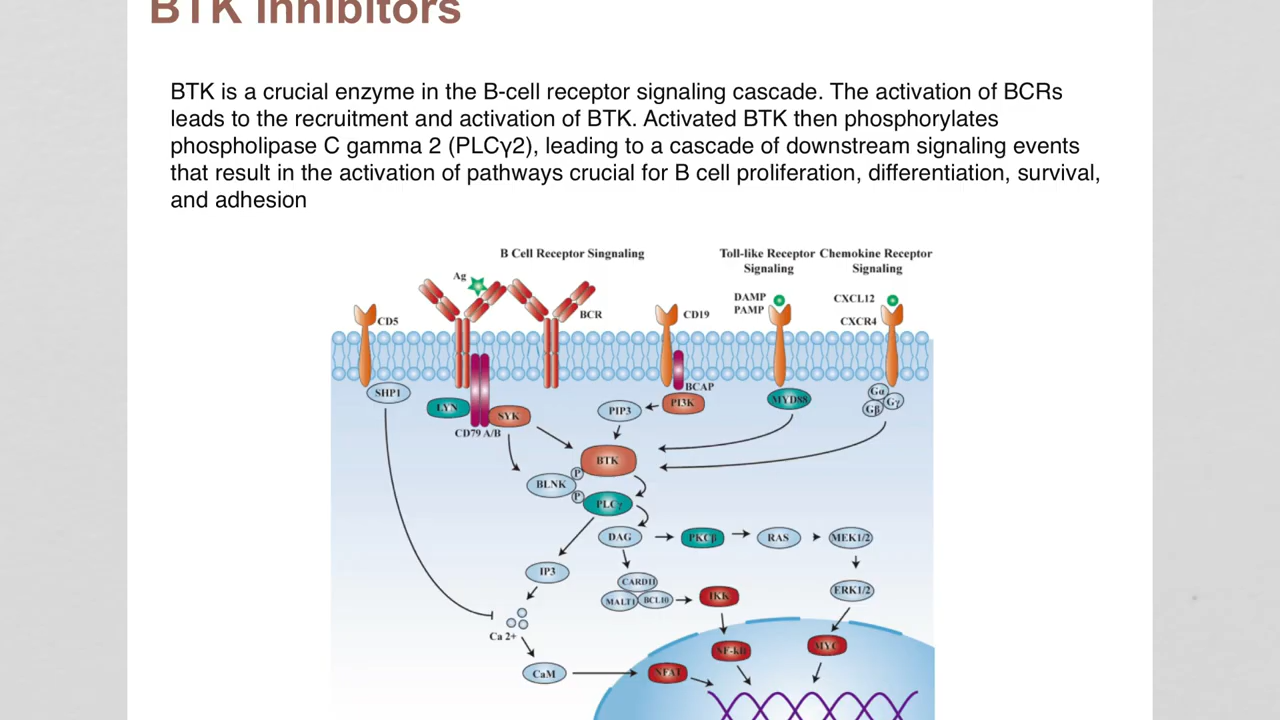 BTK Inhibitors
BTK is a crucial enzyme in the B-cell receptor signaling cascade. The activation of BCRs
leads to the recruitment and activation of BTK. Activated BTK then phosphorylates
phospholipase C gamma 2 (PLCγ2), leading to a cascade of downstream signaling events
that result in the activation of pathways crucial for B cell proliferation, differentiation, survival,
and adhesion
B Cell Receptor Singnaling
Toll-like Receptor
Signaling
Chemokine Receptor
Signaling
Ag
DAMP
PAMP
CXCL12
CD5
BCR
CD19
CXCR4
BCAP
SHP1
Gα
Gγ
Gβ
LYN
SYK
PIP3
PI3K
MYD88
CD79 A/B
BTK
P
BLNK
P
PLCγ
DAG
PKCβ
RAS
MEK1/2
IP3
CARD11
MALT1
BCL10
IKK
ERK1/2
Ca 2+
NF-kB
MYC
CaM
NFAT